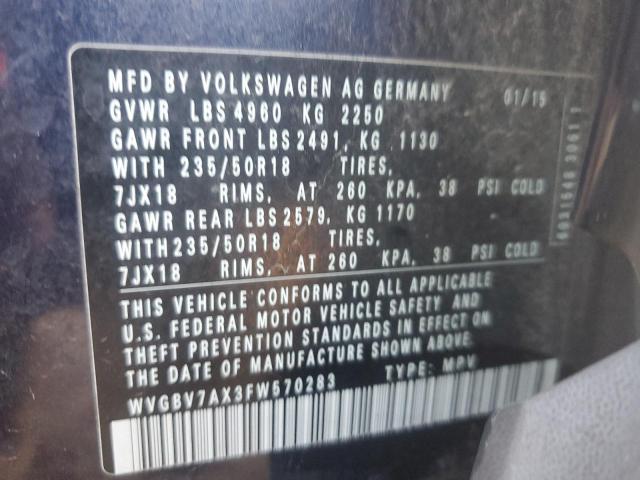 MFD BY VOLKSWAGEN AG GERMANY 01/15
GVWR LBS 4960 KG 2250
GAWR FRONT LBS 2491, KG 1130
WITH 235/50R18 TIRES,
7JX18 RIMS, AT 260 KPA, 38 PSI COLD
GAWR REAR LBS 2579, KG 1170
WITH 235/50R18 TIRES,
7JX18 RIMS, AT 260 KPA, 38 PSI COLD
THIS VEHICLE CONFORMS TO ALL APPLICABLE
U.S. FEDERAL MOTOR VEHICLE SAFETY AND
THEFT PREVENTION STANDARDS IN EFFECT ON
THE DATE OF MANUFACTURE SHOWN ABOVE.
WVGBV7AX3FW570283 TYPE: MPV